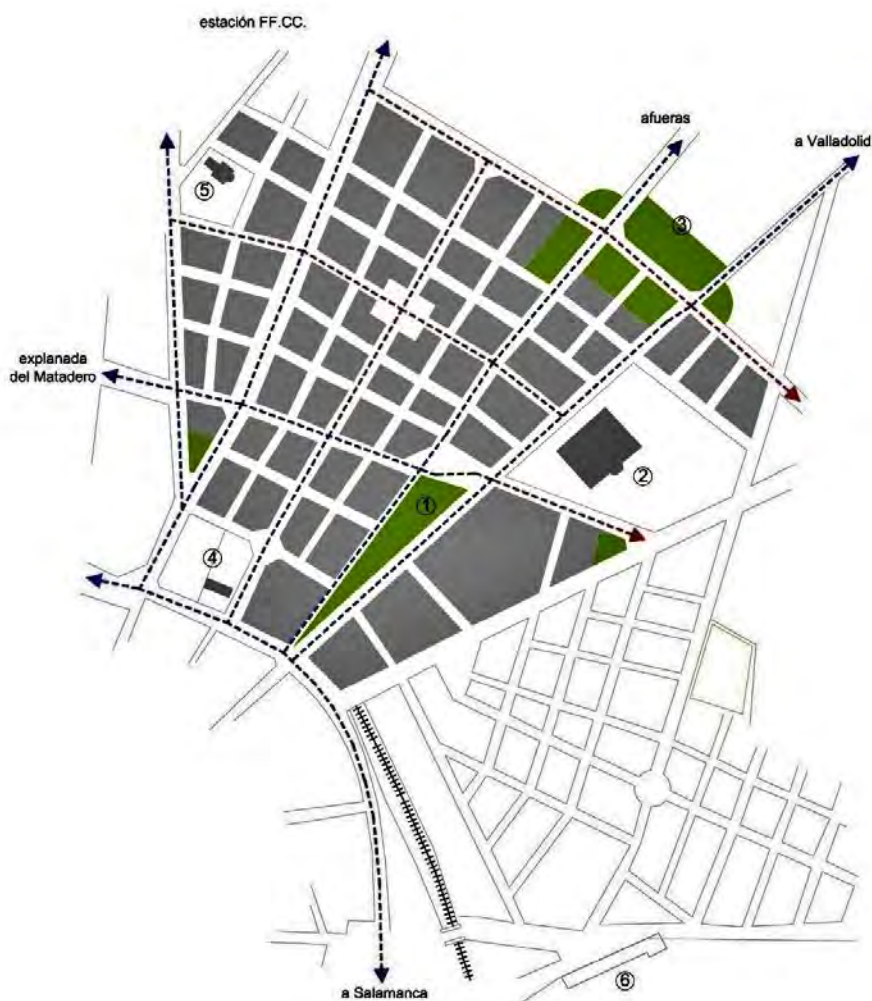 estación FF.CC.
afueras
a Valladolid
⑤
③
explanada
del Matadero
②
①
④
a Salamanca
⑥